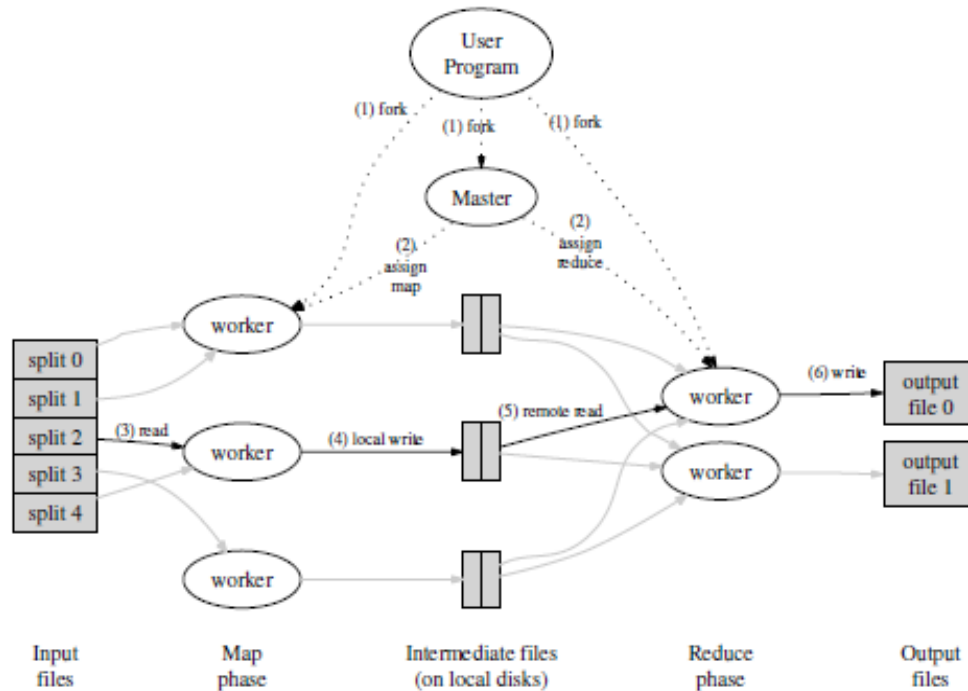 User
Program
(1) fork
(1) fork
(1) fork
Master
(2)
assign
map
(2)
assign
reduce
worker
split 0
split 1
split 2
split 3
split 4
(3) read
worker
(4) local write
(5) remote read
worker
(6) write
output
file 0
worker
output
file 1
worker
Input
files
Map
phase
Intermediate files
(on local disks)
Reduce
phase
Output
files